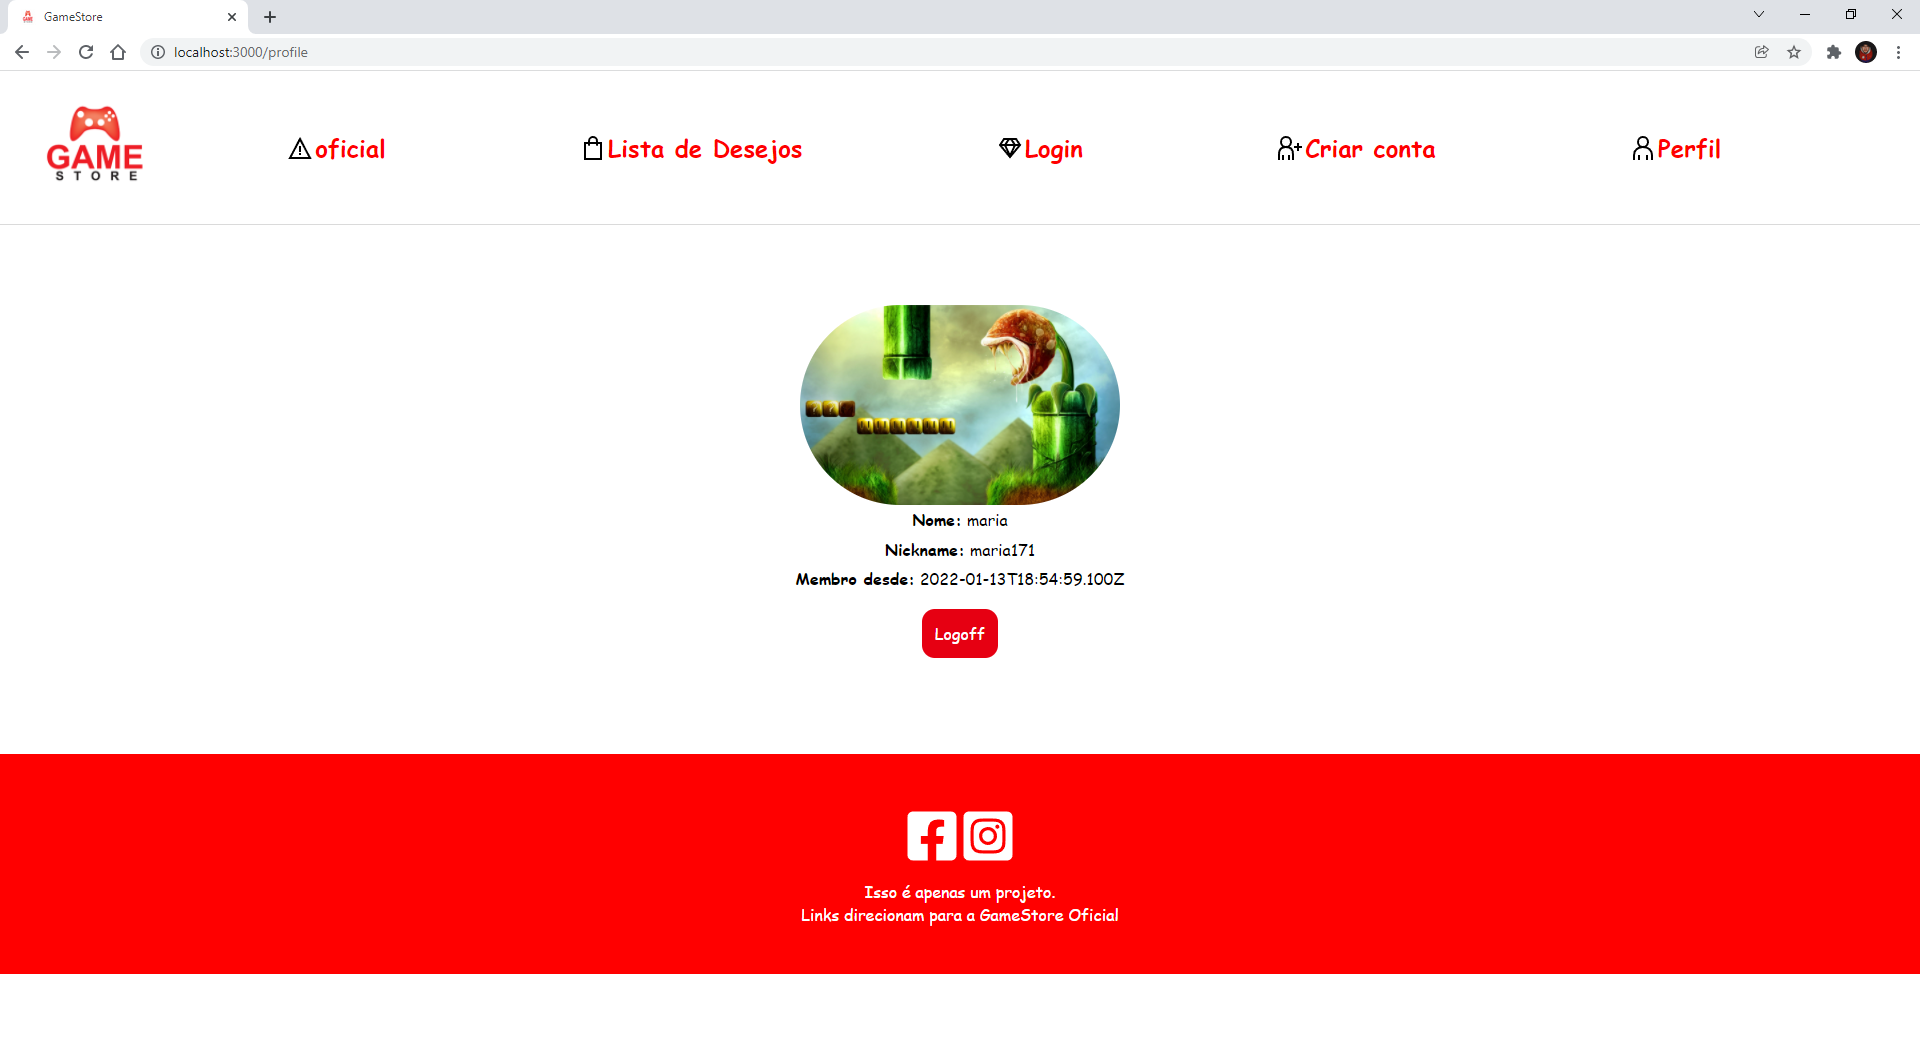 GameStore
localhost:3000/profile
GAME
STORE
oficial
Lista de Desejos
Login
Criar conta
Perfil
Nome: maria
Nickname: maria171
Membro desde: 2022-01-13T18:54:59.100Z
Logoff
Isso é apenas um projeto.
Links direcionam para a GameStore Oficial